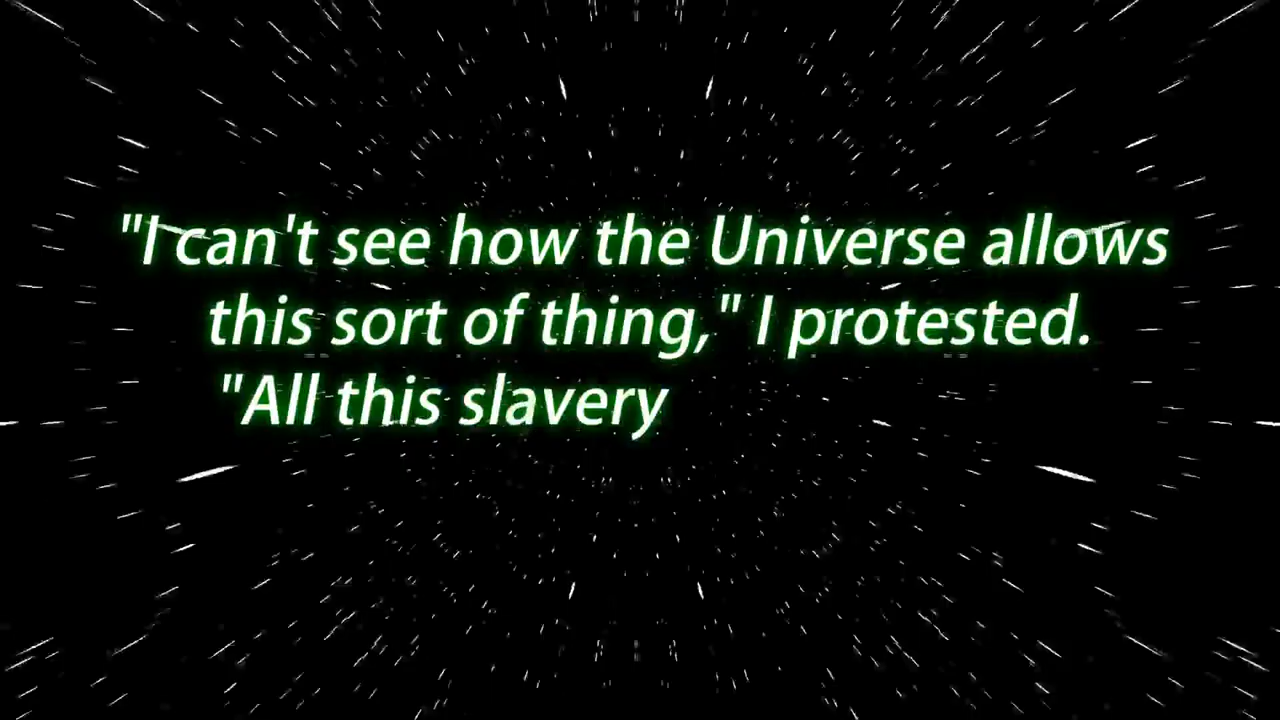 "I can't see how the Universe allows
this sort of thing," I protested.
"All this slavery